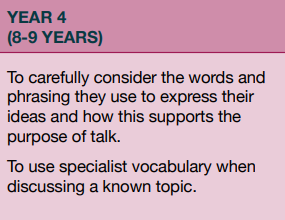 YEAR 4
(8-9 YEARS)
To carefully consider the words and
phrasing they use to express their
ideas and how this supports the
purpose of talk.
To use specialist vocabulary when
discussing a known topic.